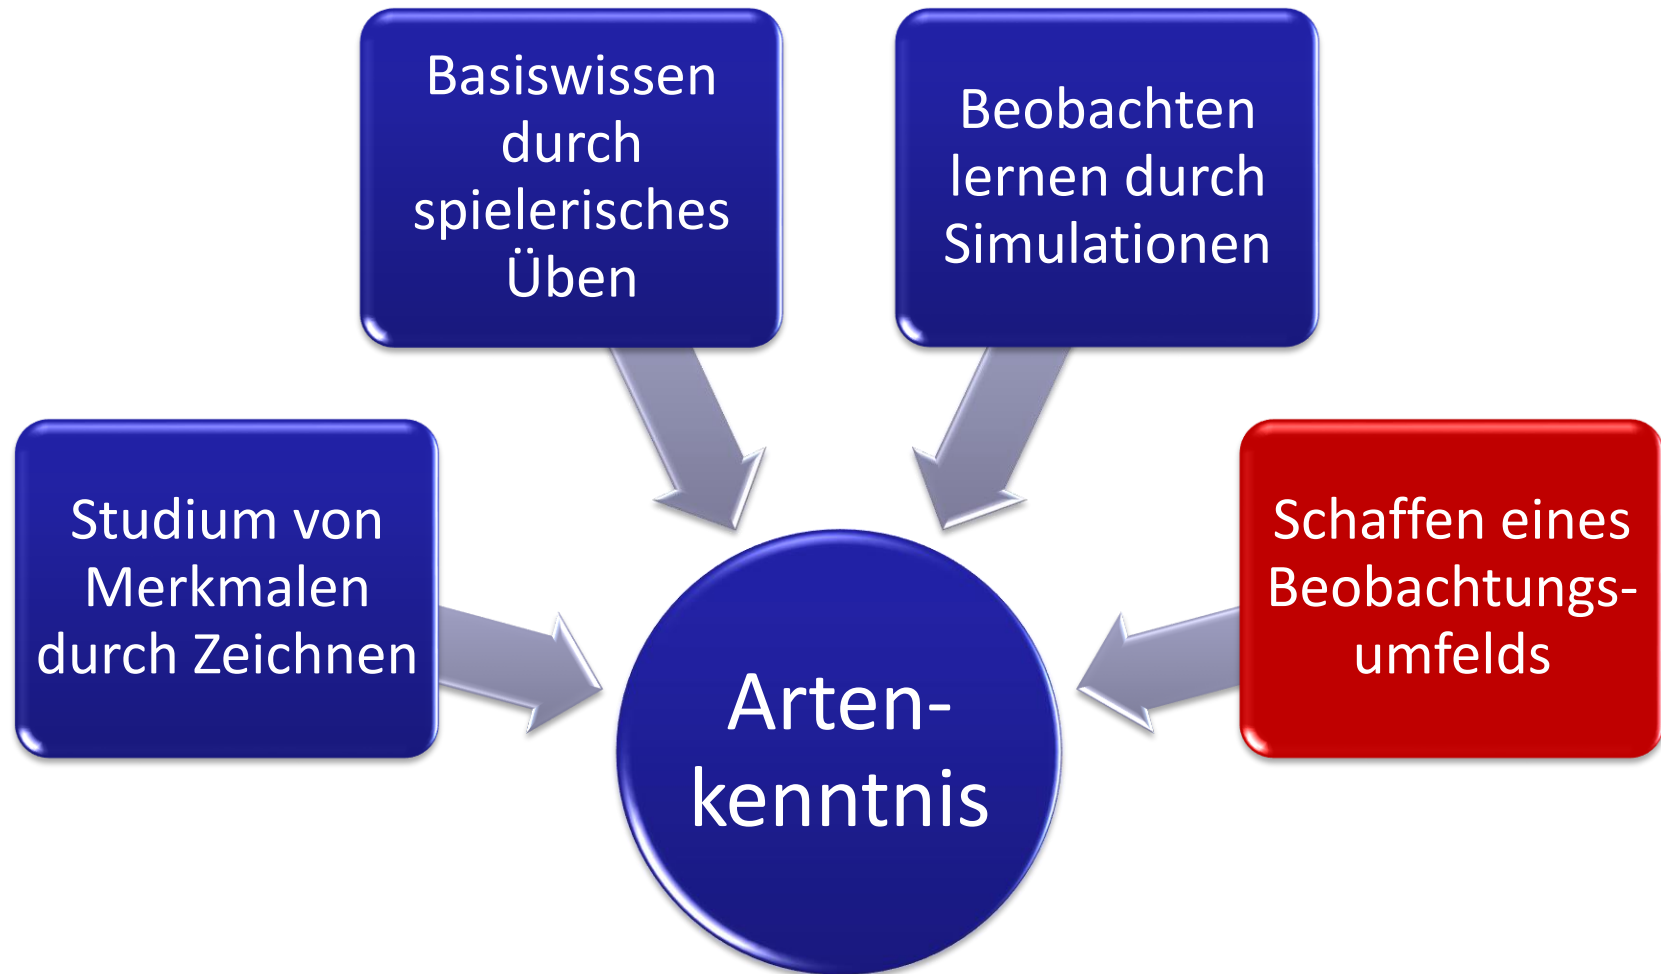 Basiswissen
durch
spielerisches
Üben
Beobachten
lernen durch
Simulationen
Studium von
Merkmalen
durch Zeichnen
Schaffen eines
Beobachtungs-
umfelds
Arten-
kenntnis